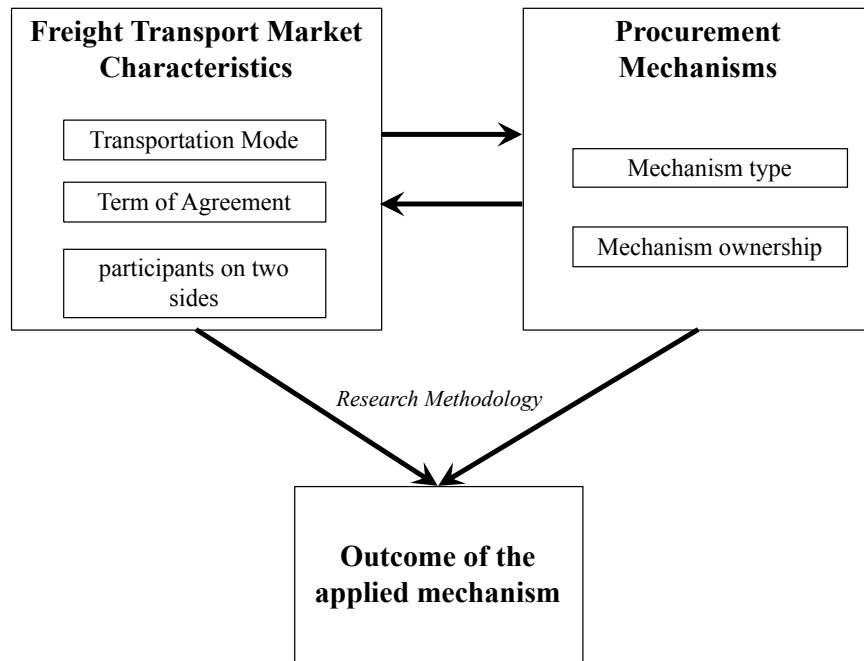 Freight Transport Market
Characteristics
Transportation Mode
Term of Agreement
participants on two
sides
Procurement
Mechanisms
Mechanism type
Mechanism ownership
Research Methodology
Outcome of the
applied mechanism